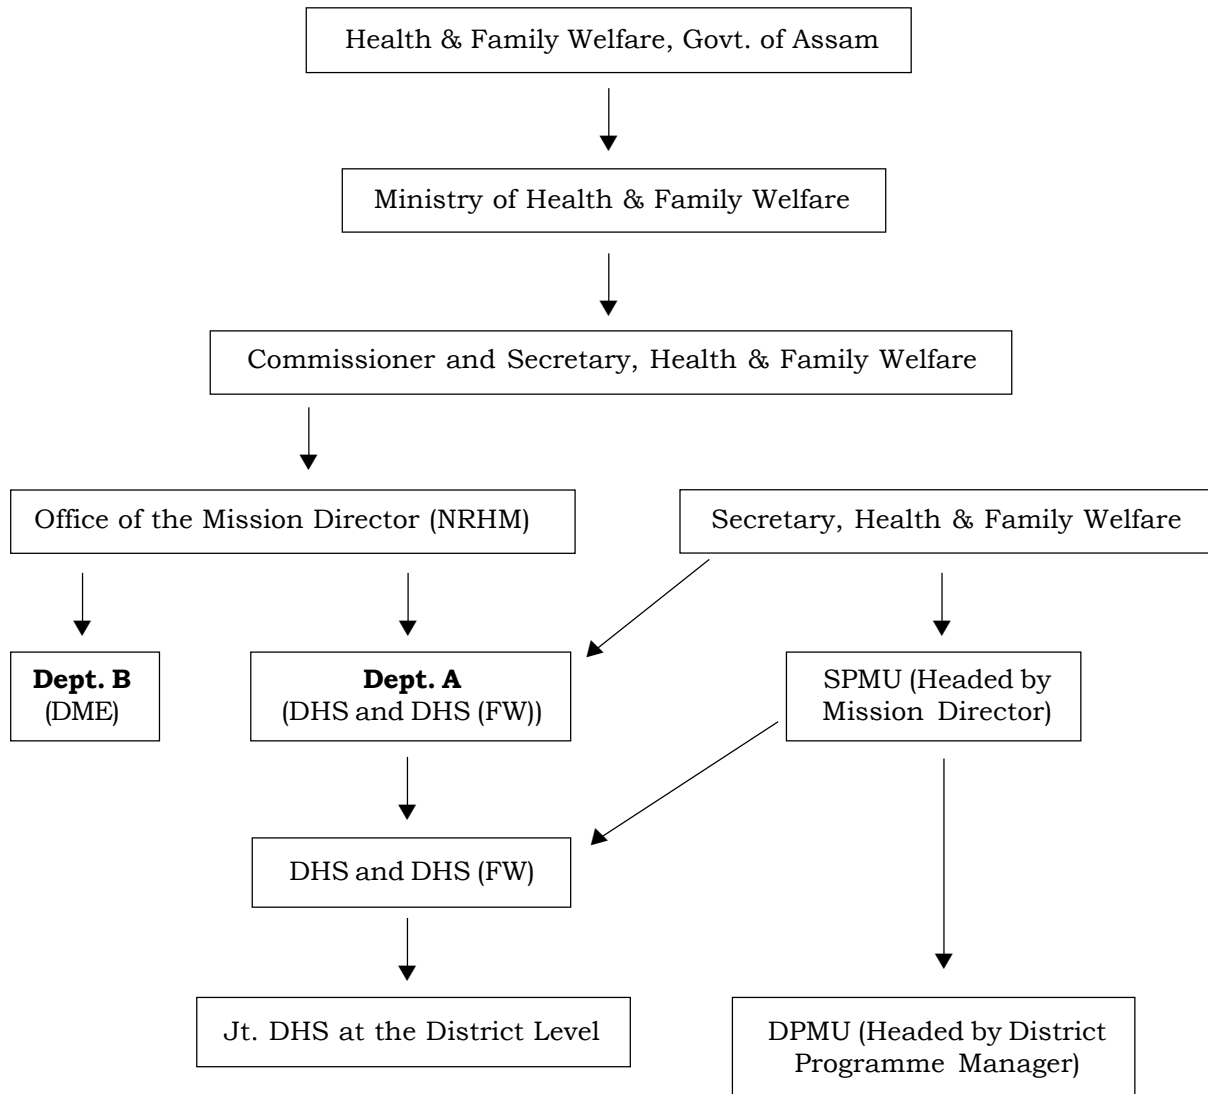 Health & Family Welfare, Govt. of Assam
Ministry of Health & Family Welfare
Commissioner and Secretary, Health & Family Welfare
Office of the Mission Director (NRHM)
Secretary, Health & Family Welfare
Dept. B
(DME)
Dept. A
(DHS and DHS (FW))
SPMU (Headed by
Mission Director)
DHS and DHS (FW)
Jt. DHS at the District Level
DPMU (Headed by District
Programme Manager)